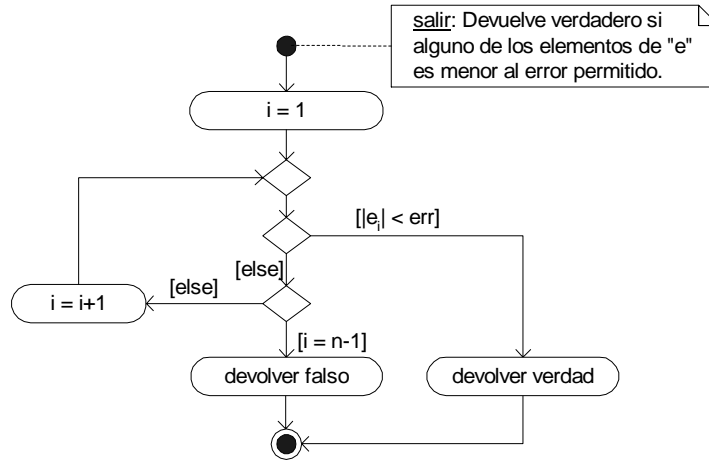 salir: Devuelve verdadero si
alguno de los elementos de "e"
es menor al error permitido.
i = 1
[|eᵢ| < err]
[else]
[else]
i = i+1
[i = n-1]
devolver falso
devolver verdad